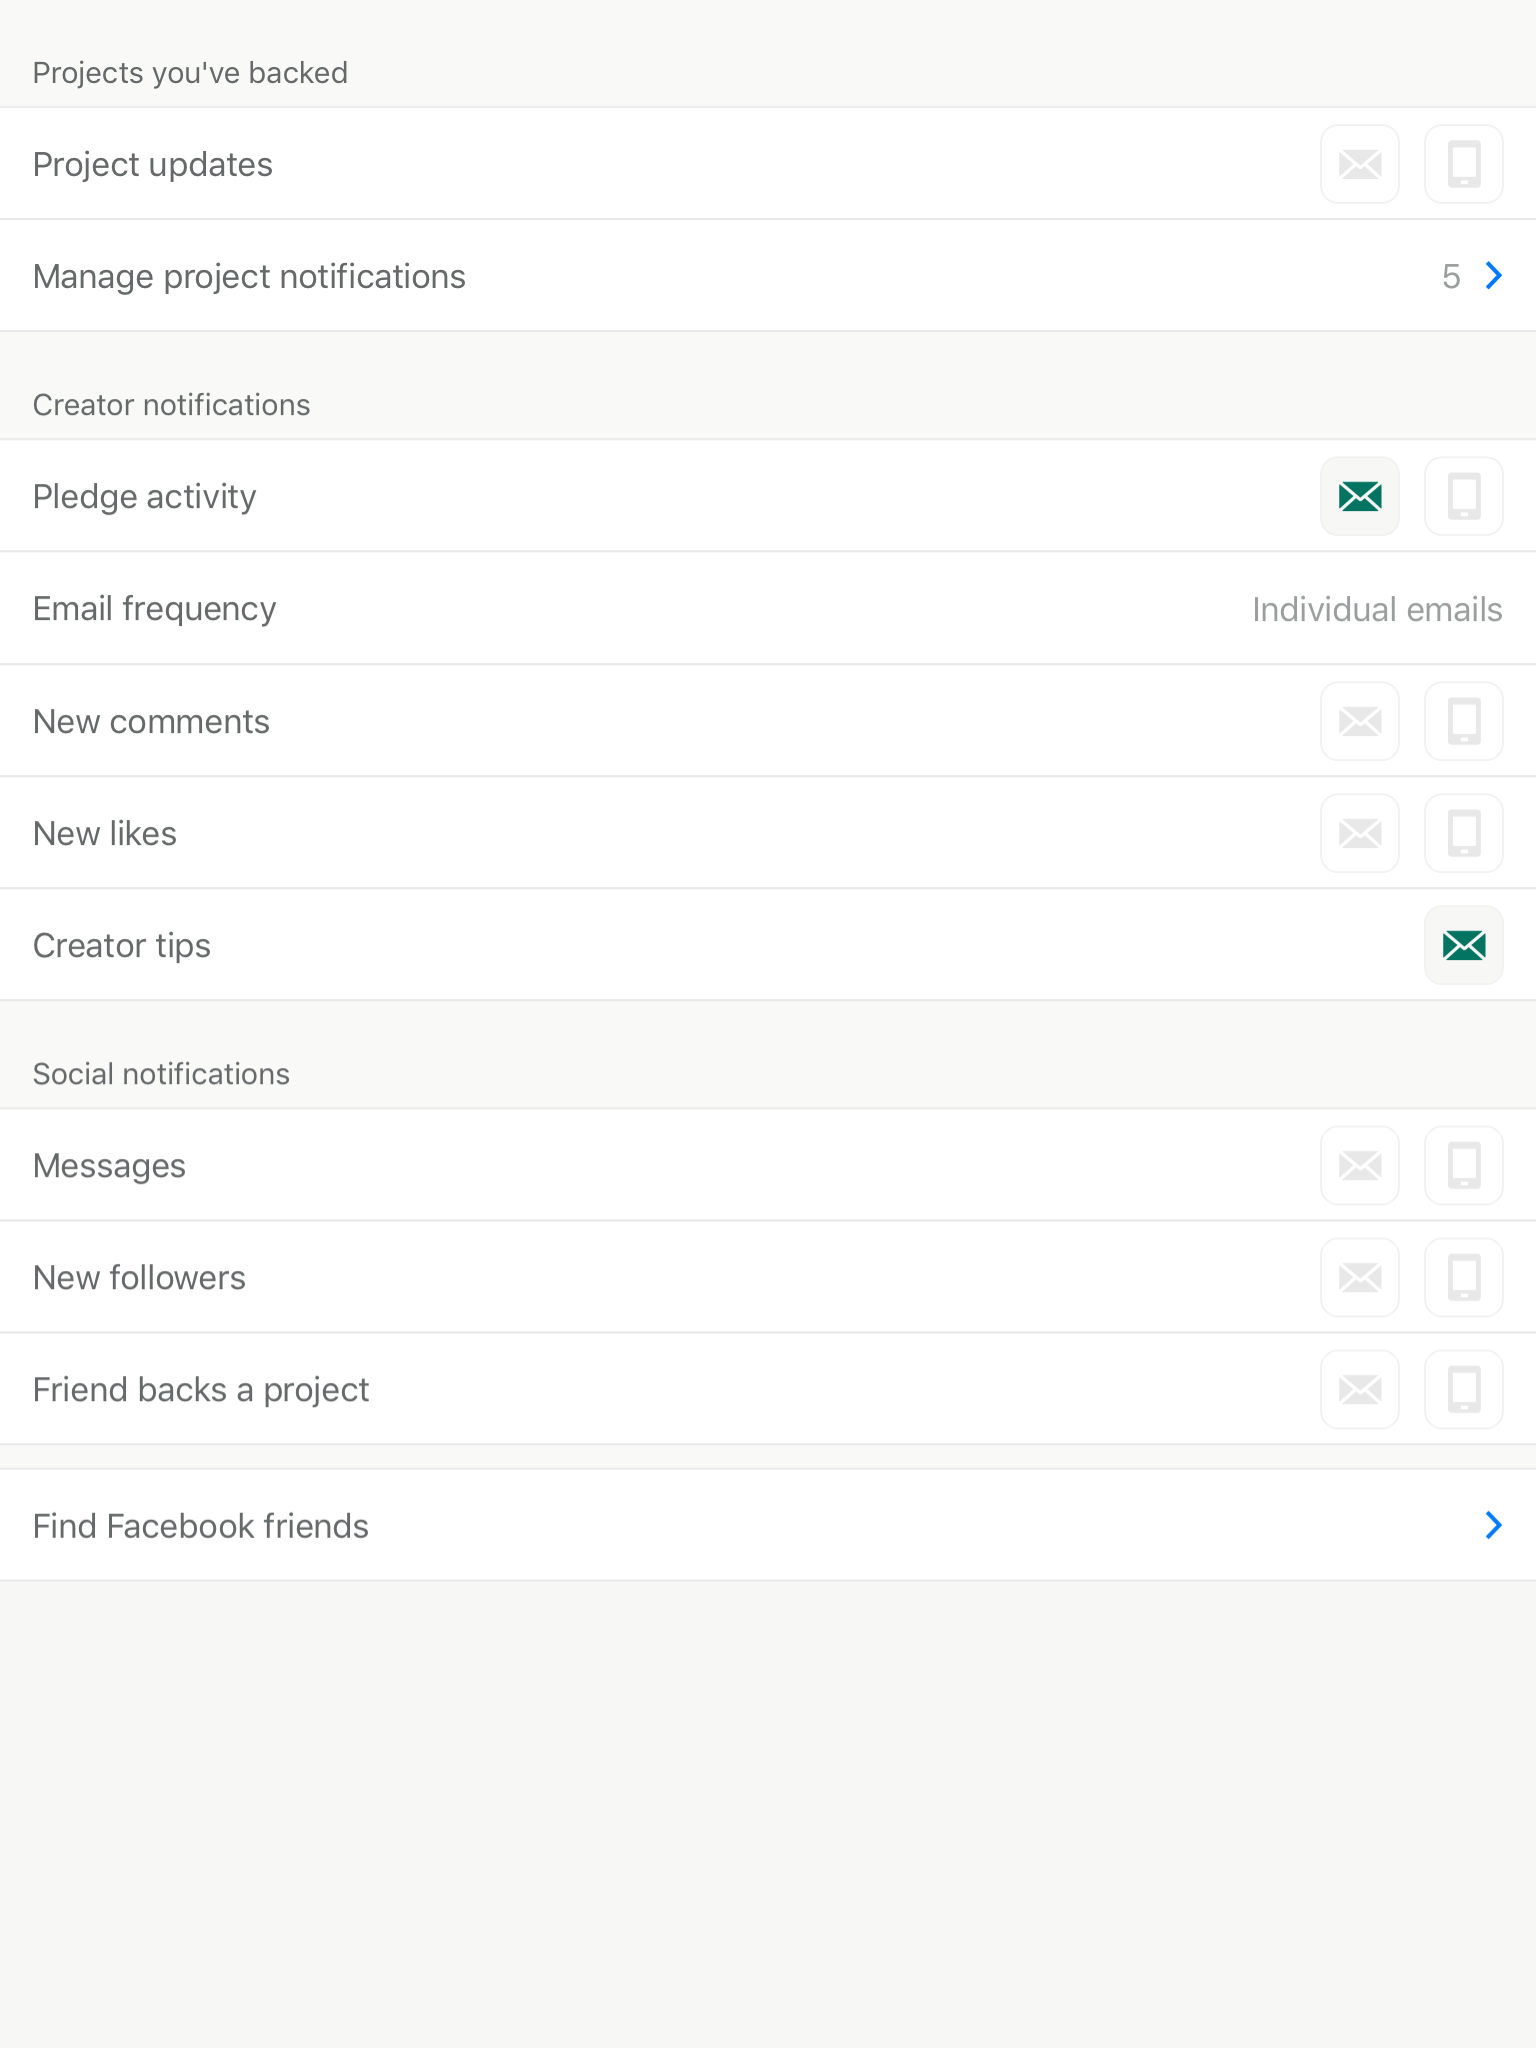 Projects you've backed
Project updates
Manage project notifications 5
Creator notifications
Pledge activity
Email frequency Individual emails
New comments
New likes
Creator tips
Social notifications
Messages
New followers
Friend backs a project
Find Facebook friends